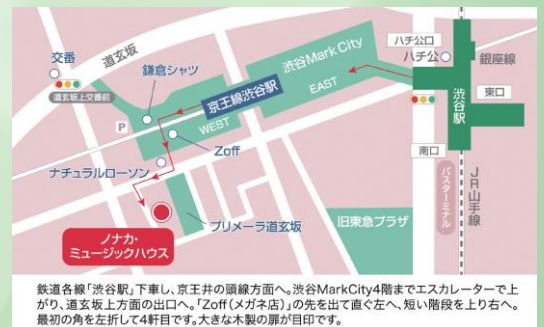 交番
道玄坂
道玄坂上交番前
鎌倉シャツ
渋谷Mark City
ハチ公口
ハチ公
銀座線
渋谷駅
東口
京王線渋谷駅
EAST
WEST
P
Zoff
ナチュラルローソン
南口
バスターミナル
JR山手線
ノナカ・
ミュージックハウス
プリメーラ道玄坂
旧東急プラザ
鉄道各線「渋谷駅」下車し、京王井の頭線方面へ。渋谷MarkCity4階までエスカレーターで上
がり、道玄坂上方面の出口へ。「Zoff(メガネ店)」の先を出て直ぐ左へ、短い階段を上り右へ。
最初の角を左折して4軒目です。大きな木製の扉が目印です。